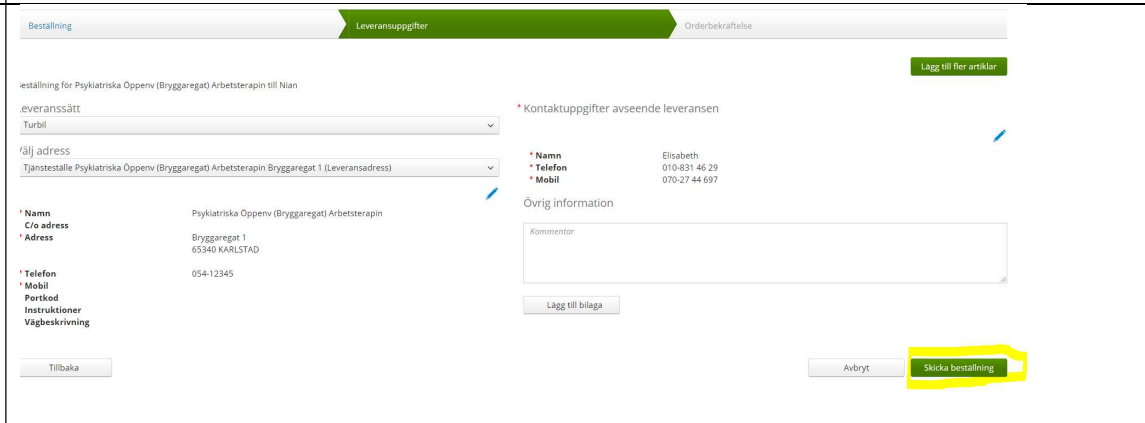 Beställning
Leveransuppgifter
Orderbekräftelse
Lägg till fler artiklar
eställning för Psykiatriska Öppenv (Bryggaregat) Arbetsterapin till Nian
everanssätt
Turbil
älj adress
Tjänsteställe Psykiatriska Öppenv (Bryggaregat) Arbetsterapin Bryggaregat 1 (Leveransadress)
* Namn Psykiatriska Öppenv (Bryggaregat) Arbetsterapin
C/o adress
* Adress Bryggaregat 1
65340 KARLSTAD
* Telefon 054-12345
* Mobil
Portkod
Instruktioner
Vägbeskrivning
* Kontaktuppgifter avseende leveransen
* Namn Elisabeth
* Telefon 010-831 46 29
* Mobil 070-27 44 697
Övrig information
Kommentar
Lägg till bilaga
Tillbaka
Avbryt
Skicka beställning